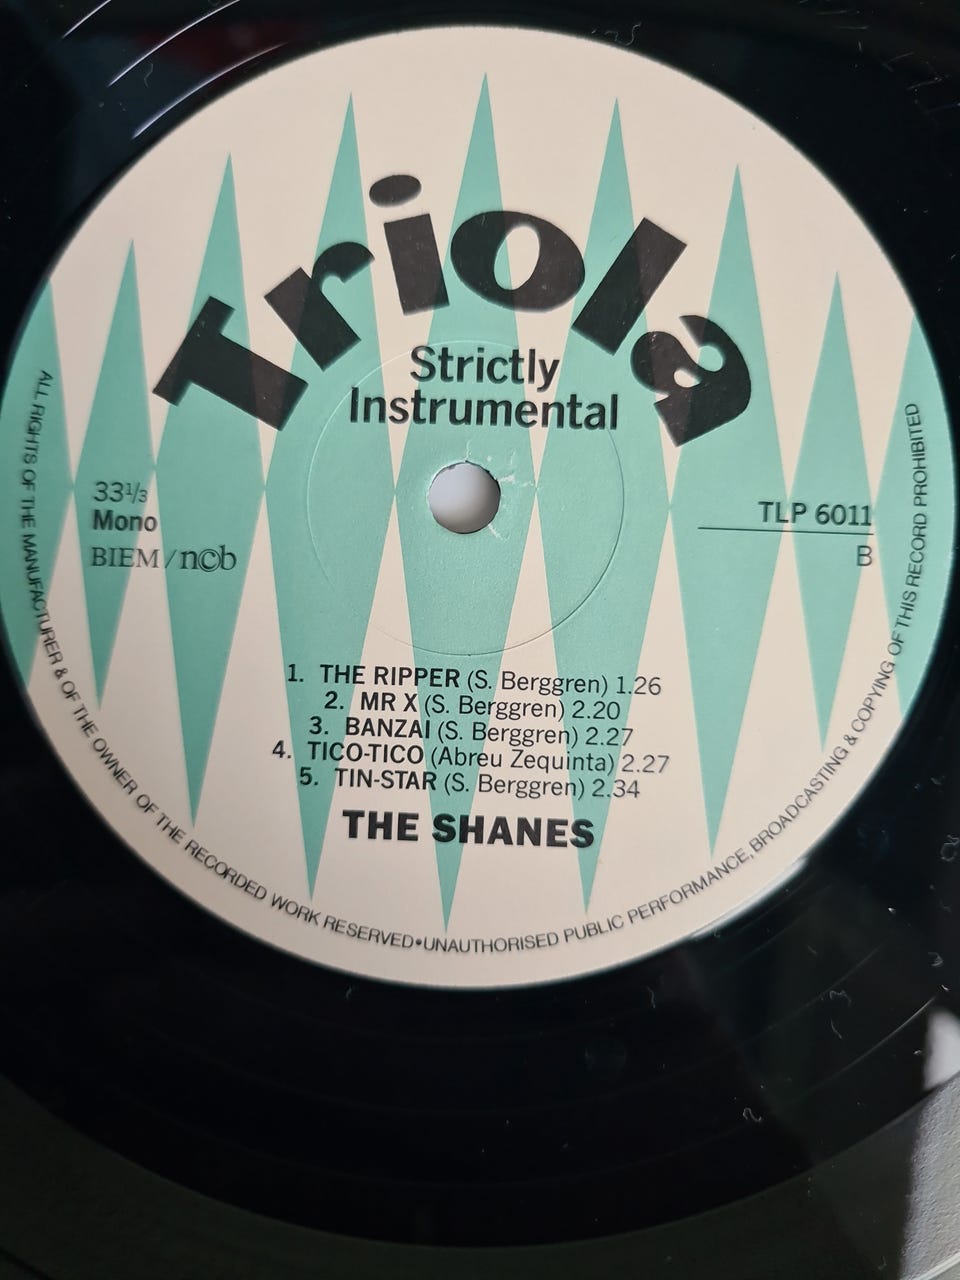 Triola
Strictly
Instrumental
33⅓
Mono
BIEM/n©b
TLP 6011
B
1. THE RIPPER (S. Berggren) 1.26
2. MR X (S. Berggren) 2.20
3. BANZAI (S. Berggren) 2.27
4. TICO-TICO (Abreu Zequinta) 2.27
5. TIN-STAR (S. Berggren) 2.34
THE SHANES
ALL RIGHTS OF THE MANUFACTURER & OF THE OWNER OF THE RECORDED WORK RESERVED•UNAUTHORISED PUBLIC PERFORMANCE, BROADCASTING & COPYING OF THIS RECORD PROHIBITED